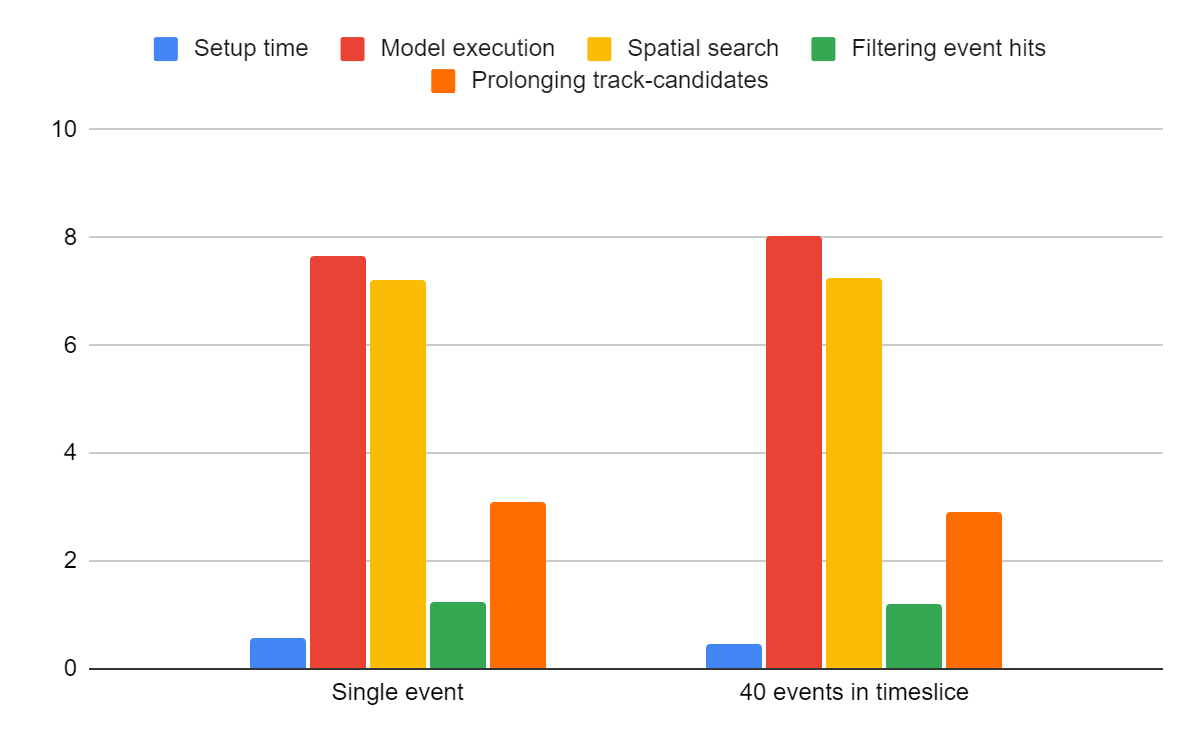 Setup time Model execution Spatial search Filtering event hits
Prolonging track-candidates
10
8
6
4
2
0
Single event 40 events in timeslice